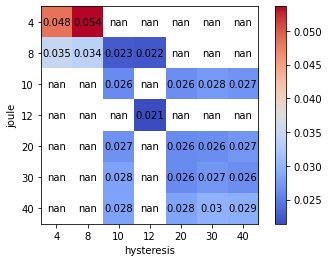 4 0.048 0.054 nan nan nan nan nan
8 0.035 0.034 0.023 0.022 nan nan nan
10 nan nan 0.026 nan 0.026 0.028 0.027
12 nan nan nan 0.021 nan nan nan
20 nan nan 0.027 nan 0.026 0.026 0.027
30 nan nan 0.028 nan 0.026 0.027 0.026
40 nan nan 0.028 nan 0.028 0.03 0.029
4 8 10 12 20 30 40
hysteresis
joule
0.050
0.045
0.040
0.035
0.030
0.025